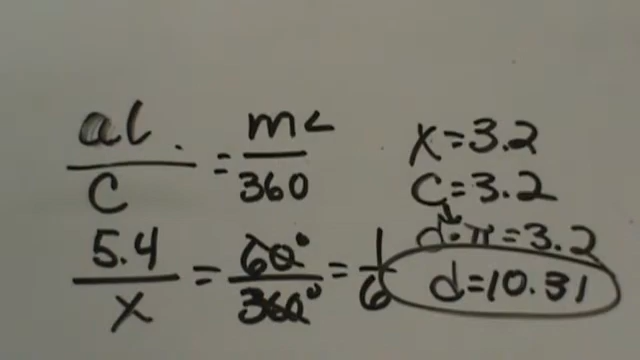 al. / C = m< / 360
5.4 / x = 60° / 360° = 1 / 6
x=3.2
C=3.2
d·π=3.2
d=10.31